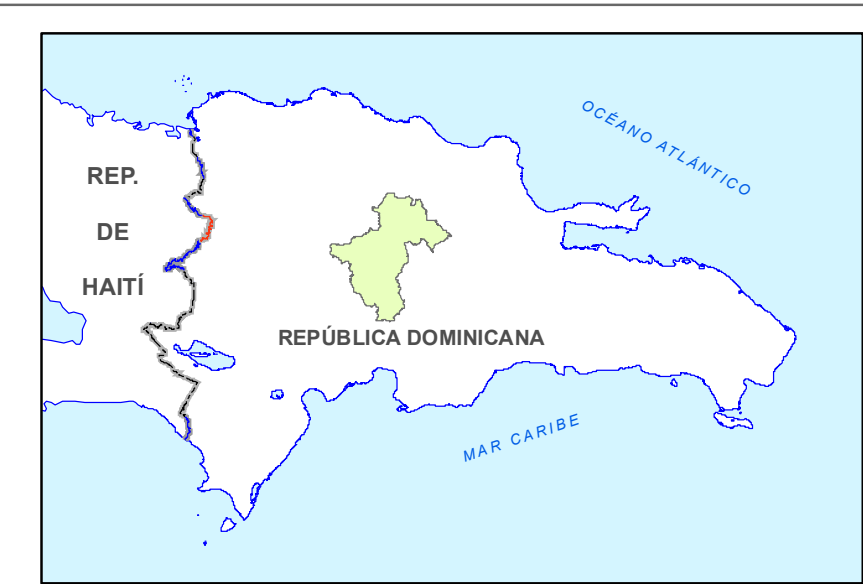 OCÉANO ATLÁNTICO
REP.
DE
HAITÍ
REPÚBLICA DOMINICANA
MAR CARIBE